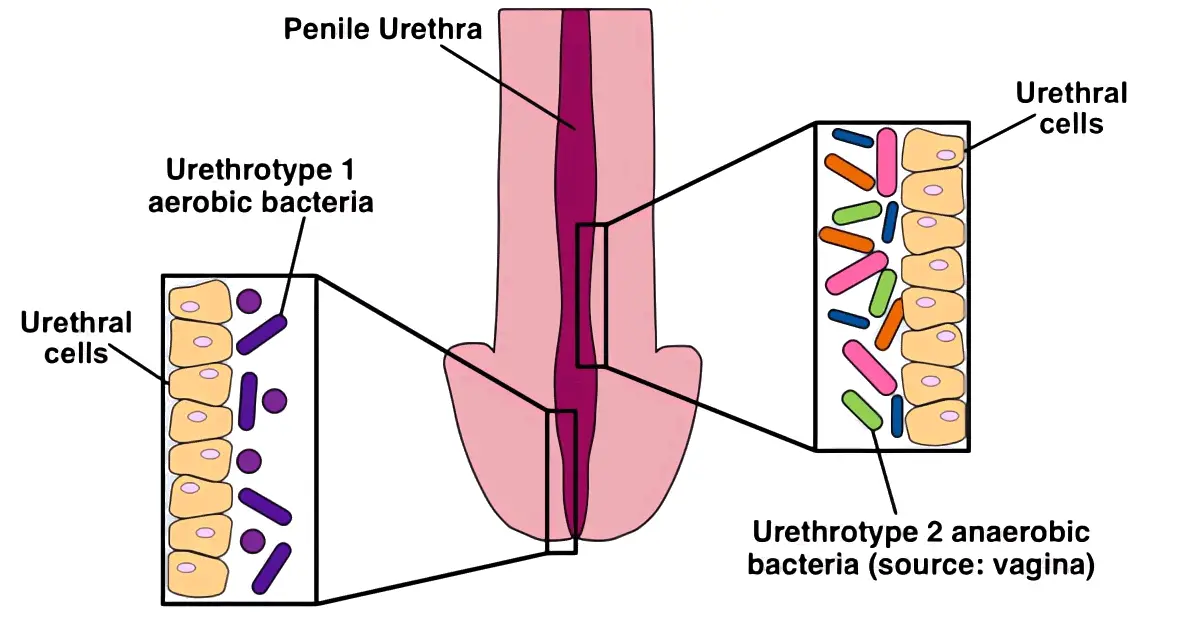 Penile Urethra
Urethral
cells
Urethrotype 1
aerobic bacteria
Urethral
cells
Urethrotype 2 anaerobic
bacteria (source: vagina)